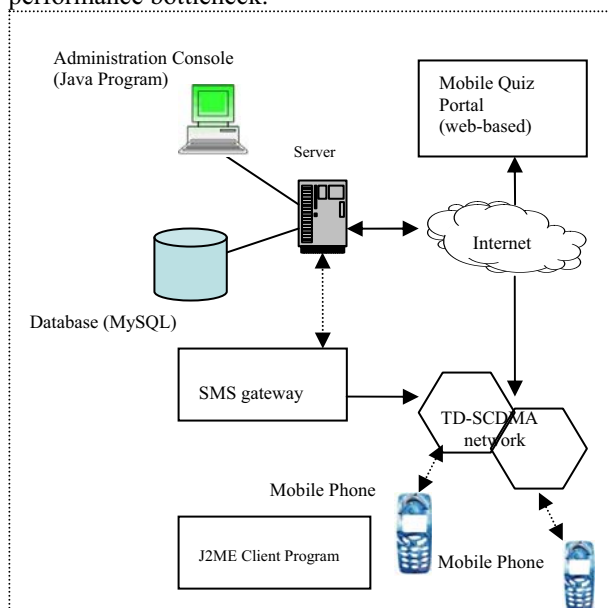 performance bottleneck.
Administration Console
(Java Program)
Mobile Quiz
Portal
(web-based)
Server
Internet
Database (MySQL)
SMS gateway
TD-SCDMA
network
Mobile Phone
J2ME Client Program
Mobile Phone